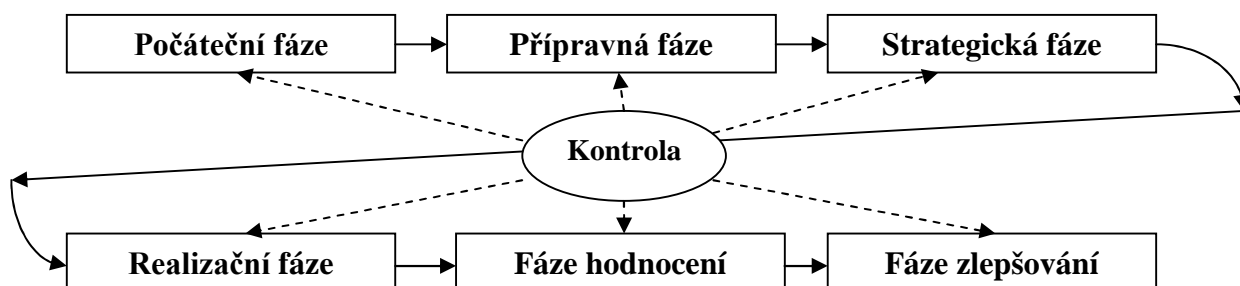 Počáteční fáze
Přípravná fáze
Strategická fáze
Kontrola
Realizační fáze
Fáze hodnocení
Fáze zlepšování